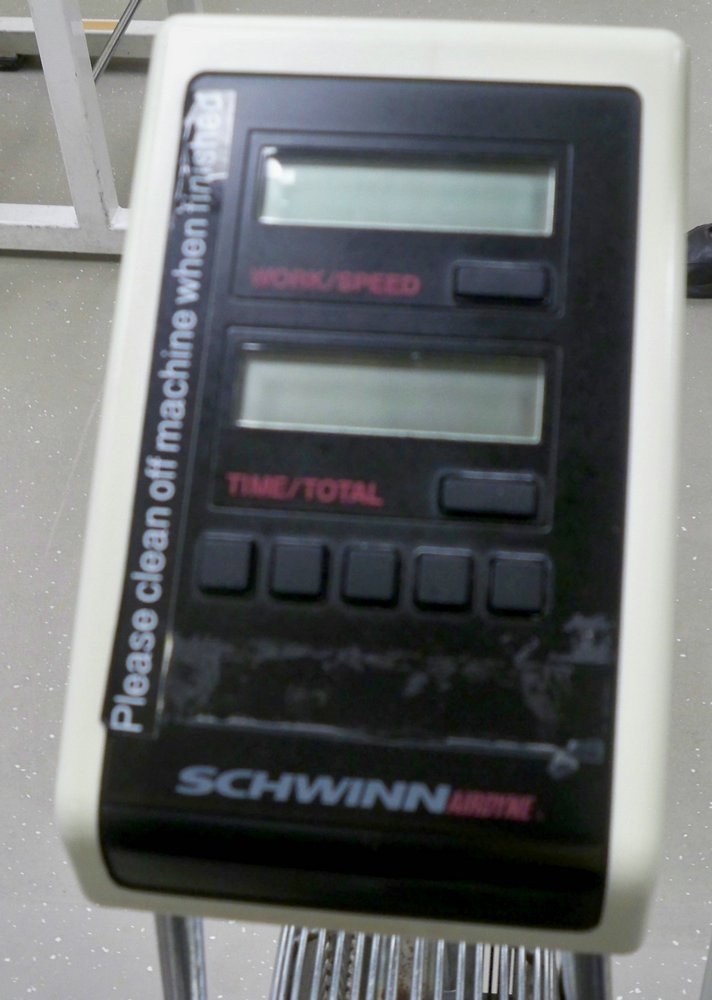 Please clean off machine when finished
WORK/SPEED
TIME/TOTAL
SCHWINN AIRDYNE